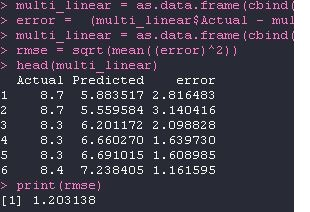 > multi_linear = as.data.frame(cbind(
> error = (multi_linear$Actual - mul
> multi_linear = as.data.frame(cbind(
> rmse = sqrt(mean((error)^2))
> head(multi_linear)
Actual Predicted error
1 8.7 5.883517 2.816483
2 8.7 5.559584 3.140416
3 8.3 6.201172 2.098828
4 8.3 6.660270 1.639730
5 8.3 6.691015 1.608985
6 8.4 7.238405 1.161595
> print(rmse)
[1] 1.203138